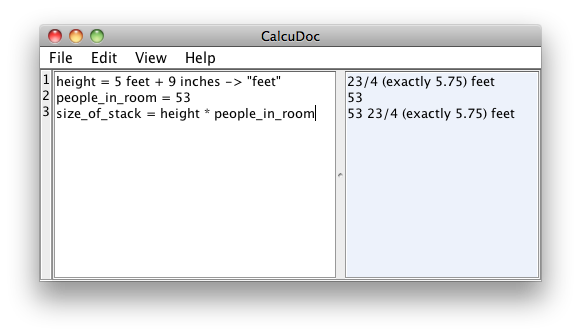 CalcuDoc
File Edit View Help
1 height = 5 feet + 9 inches -> "feet"
2 people_in_room = 53
3 size_of_stack = height * people_in_room
23/4 (exactly 5.75) feet
53
53 23/4 (exactly 5.75) feet